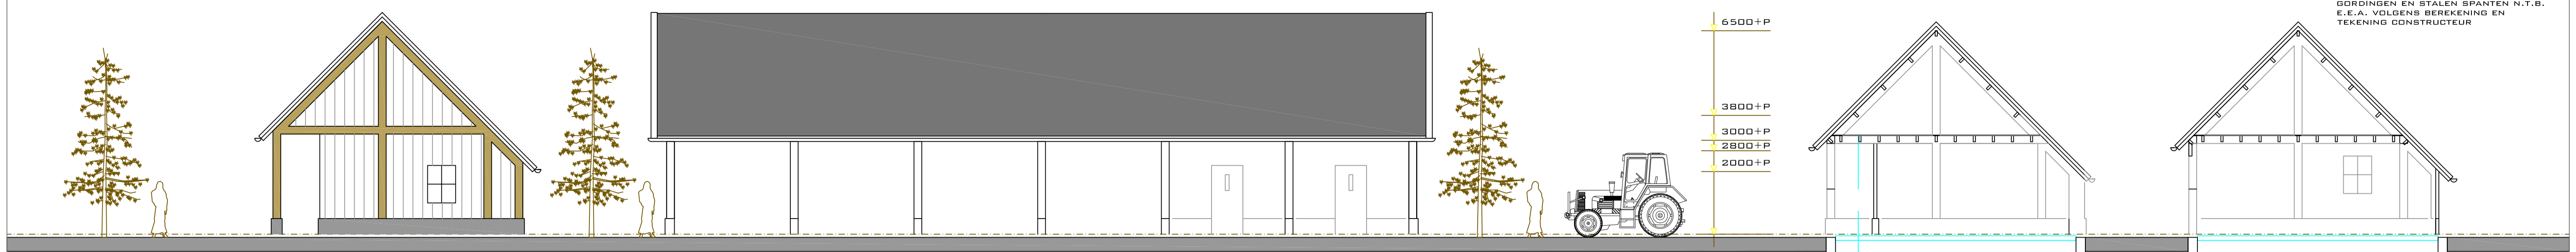 GORDINGEN EN STALEN SPANTEN N.T.B.
E.E.A. VOLGENS BEREKENING EN
TEKENING CONSTRUCTEUR
6500+P
3800+P
3000+P
2800+P
2000+P